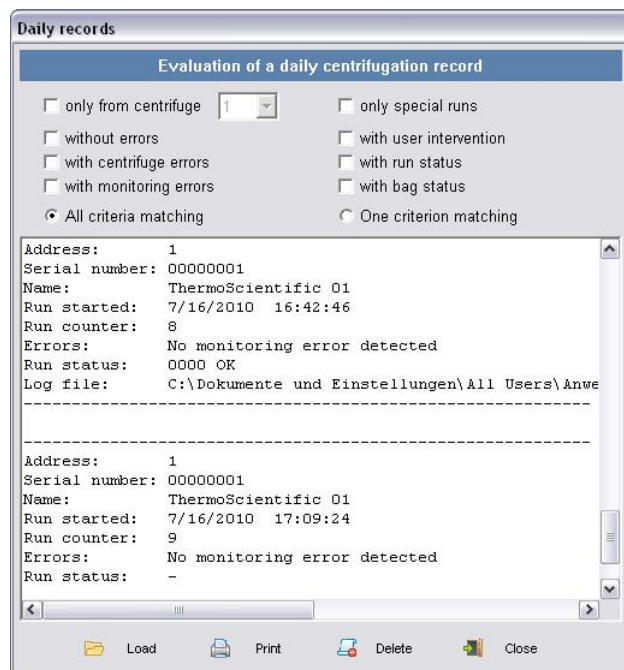 Daily records
Evaluation of a daily centrifugation record
only from centrifuge 1 only special runs
without errors with user intervention
with centrifuge errors with run status
with monitoring errors with bag status
All criteria matching One criterion matching
Address: 1
Serial number: 00000001
Name: ThermoScientific 01
Run started: 7/16/2010 16:42:46
Run counter: 8
Errors: No monitoring error detected
Run status: 0000 OK
Log file: C:\Dokumente und Einstellungen\All Users\Anwe
------------------------------------------------------------
------------------------------------------------------------
Address: 1
Serial number: 00000001
Name: ThermoScientific 01
Run started: 7/16/2010 17:09:24
Run counter: 9
Errors: No monitoring error detected
Run status: -
Load Print Delete Close